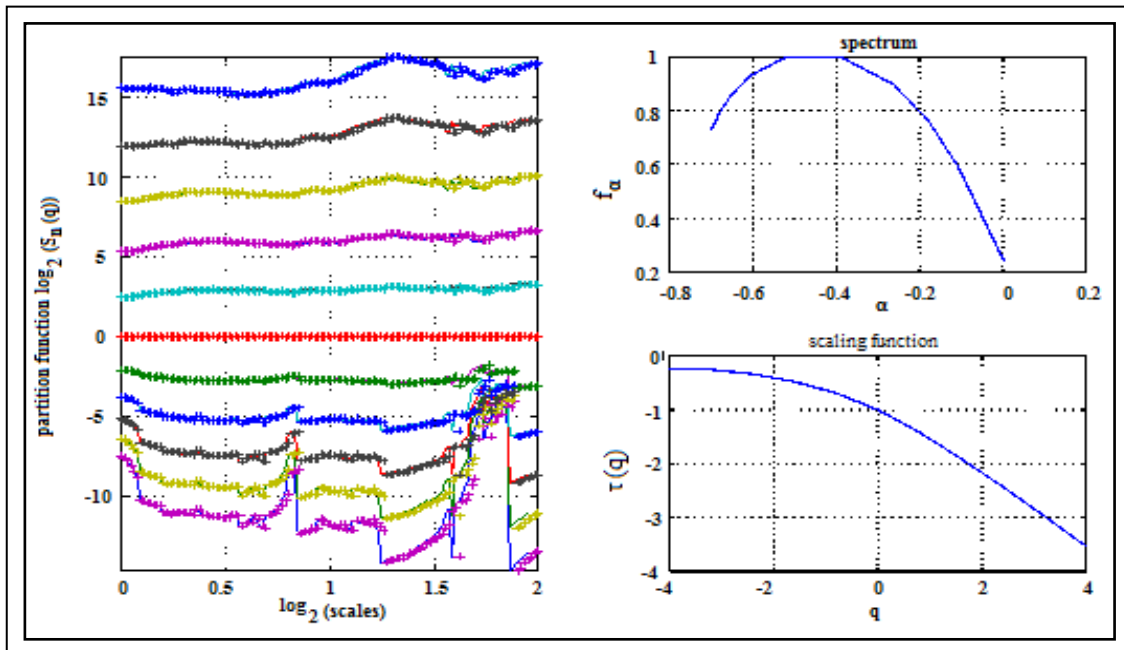 partition function log2 (Sn (q))
15
10
5
0
-5
-10
0 0.5 1 1.5 2
log2 (scales)
spectrum
fα
1
0.8
0.6
0.4
0.2
-0.8 -0.6 -0.4 -0.2 0 0.2
α
scaling function
τ (q)
0
-1
-2
-3
-4
-4 -2 0 2 4
q